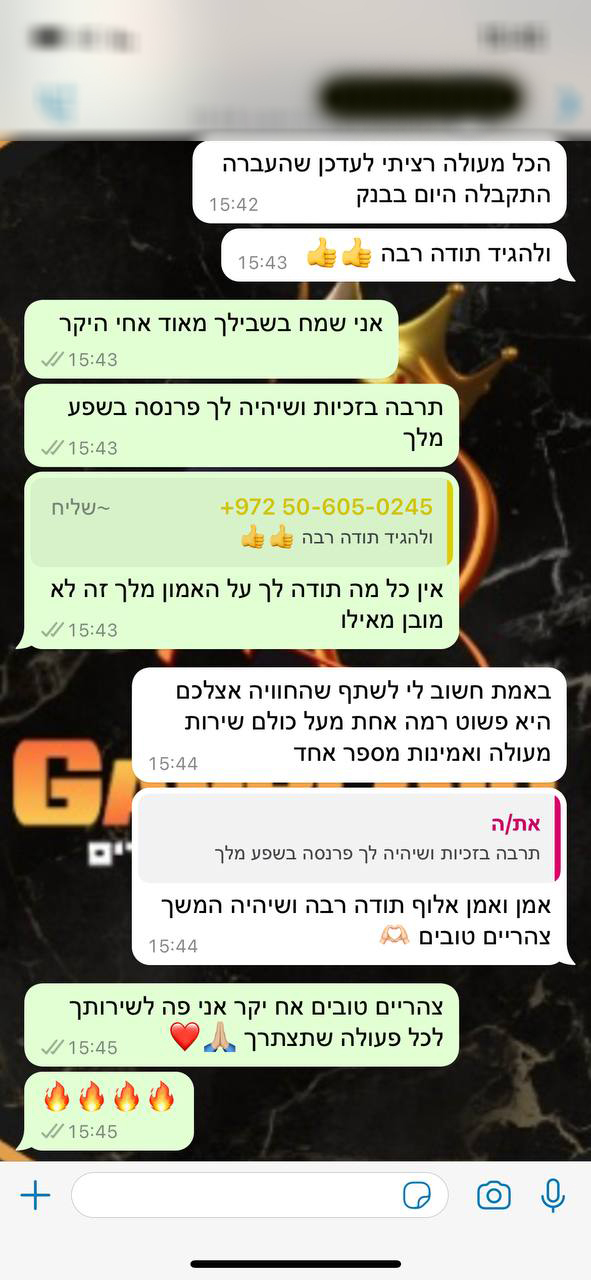 הכל מעולה רציתי לעדכן שהעברה
התקבלה היום בבנק
15:42
ולהגיד תודה רבה 👍👍
15:43
אני שמח בשבילך מאוד אחי היקר
15:43
תרבה בזכיות ושיהיה לך פרנסה בשפע
מלך
15:43
+972 50-605-0245 ~שליח
ולהגיד תודה רבה 👍👍
אין כל מה תודה לך על האמון מלך זה לא
מובן מאילו
15:43
באמת חשוב לי לשתף שהחוויה אצלכם
היא פשוט רמה אחת מעל כולם שירות
מעולה ואמינות מספר אחד
15:44
את/ה
תרבה בזכיות ושיהיה לך פרנסה בשפע מלך
אמן ואמן אלוף תודה רבה ושיהיה המשך
צהריים טובים 🫶🏻
15:44
צהריים טובים אח יקר אני פה לשירותך
לכל פעולה שתצתרך 🙏🏼❤️
15:45
🔥🔥🔥🔥
15:45